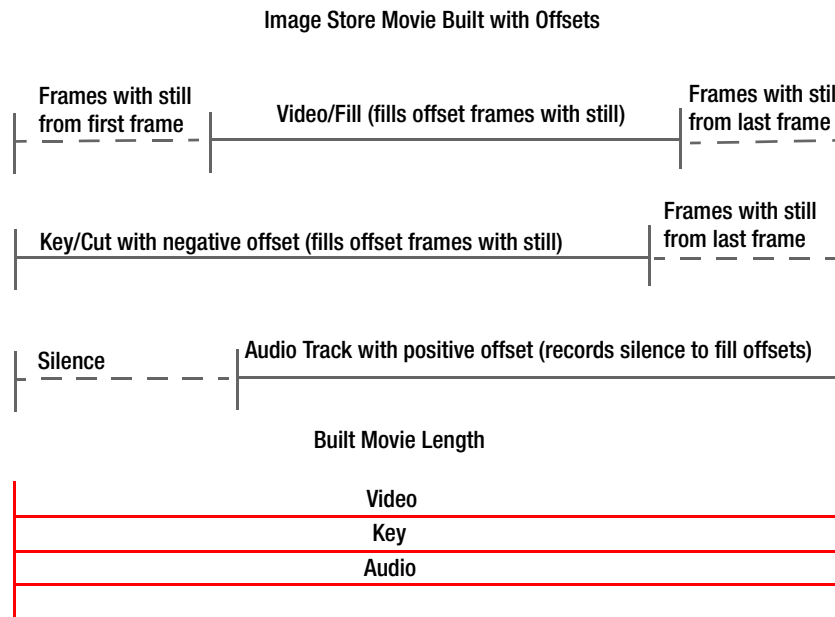 Image Store Movie Built with Offsets
Frames with still
from first frame
Video/Fill (fills offset frames with still)
Frames with still
from last frame
Key/Cut with negative offset (fills offset frames with still)
Frames with still
from last frame
Silence
Audio Track with positive offset (records silence to fill offsets)
Built Movie Length
Video
Key
Audio